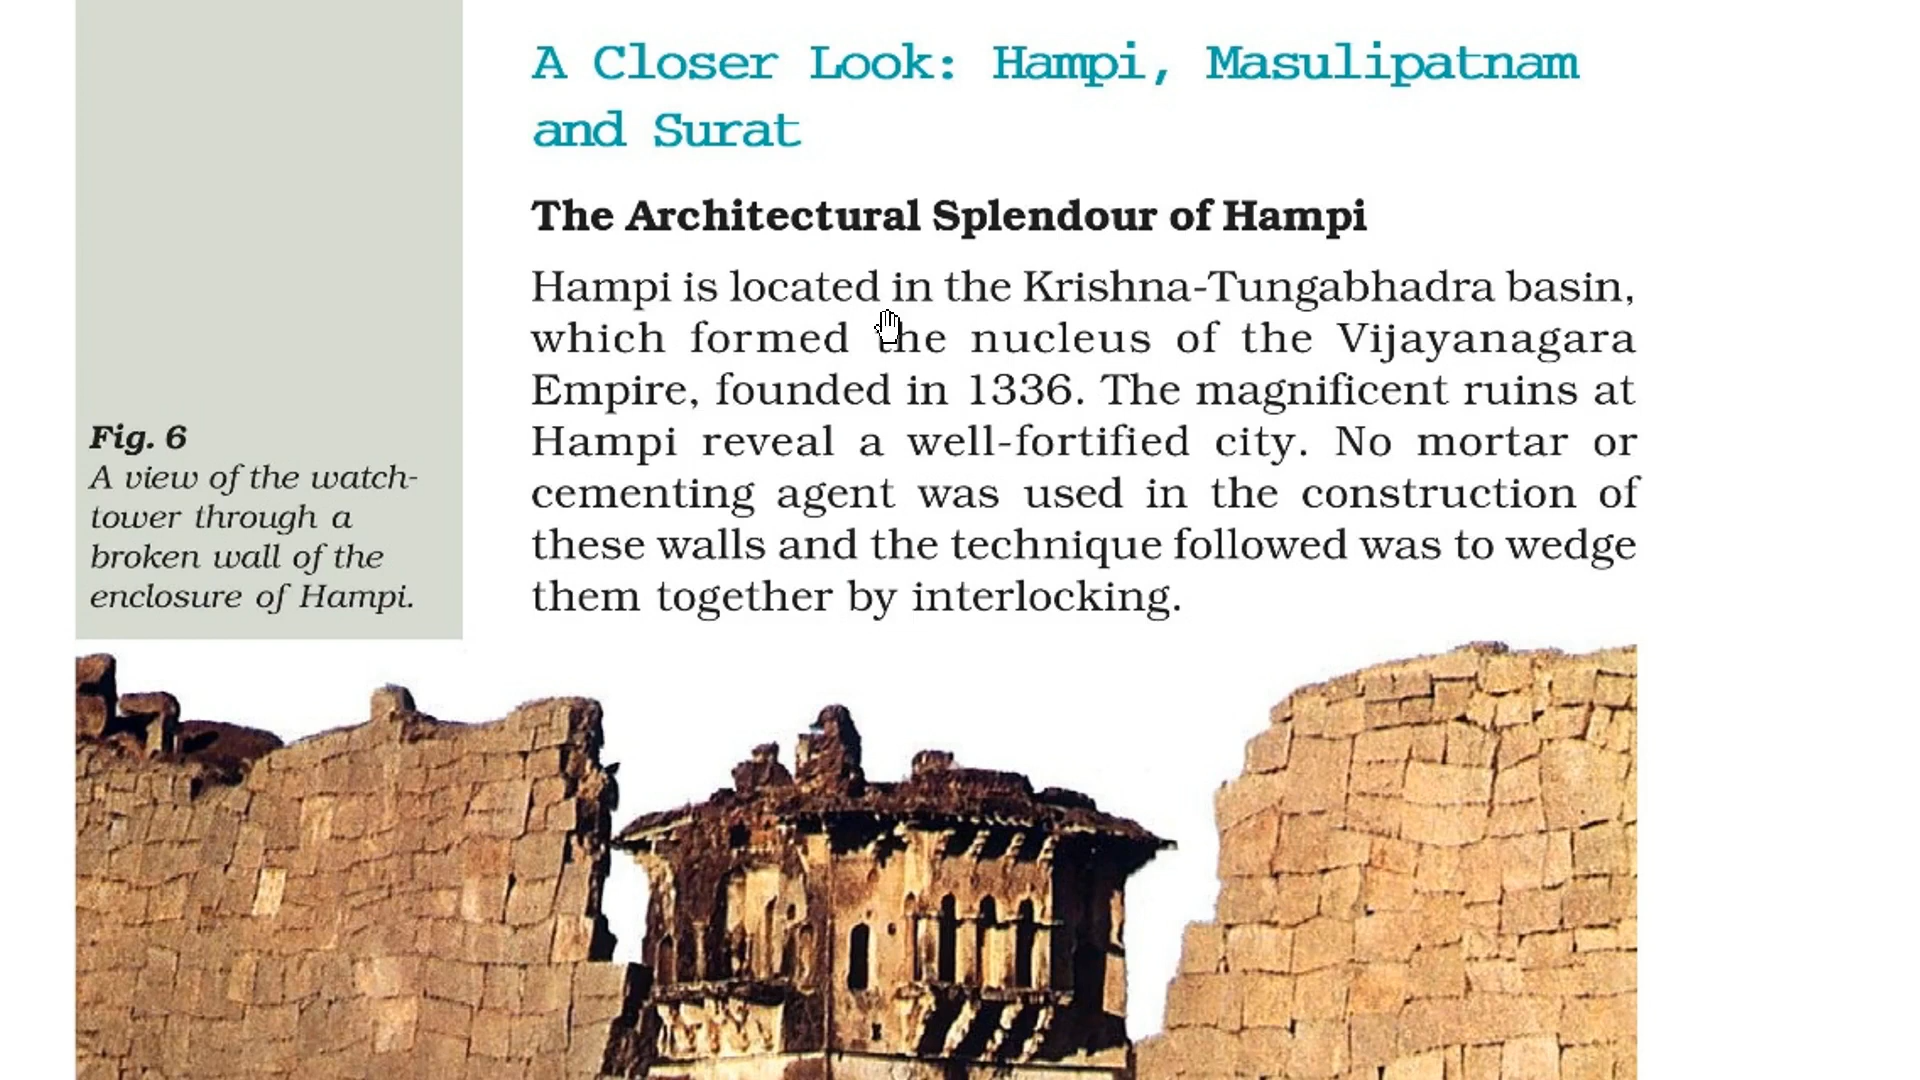 A Closer Look: Hampi, Masulipatnam
and Surat
The Architectural Splendour of Hampi
Hampi is located in the Krishna-Tungabhadra basin,
which formed the nucleus of the Vijayanagara
Empire, founded in 1336. The magnificent ruins at
Hampi reveal a well-fortified city. No mortar or
cementing agent was used in the construction of
these walls and the technique followed was to wedge
them together by interlocking.
Fig. 6
A view of the watch-
tower through a
broken wall of the
enclosure of Hampi.